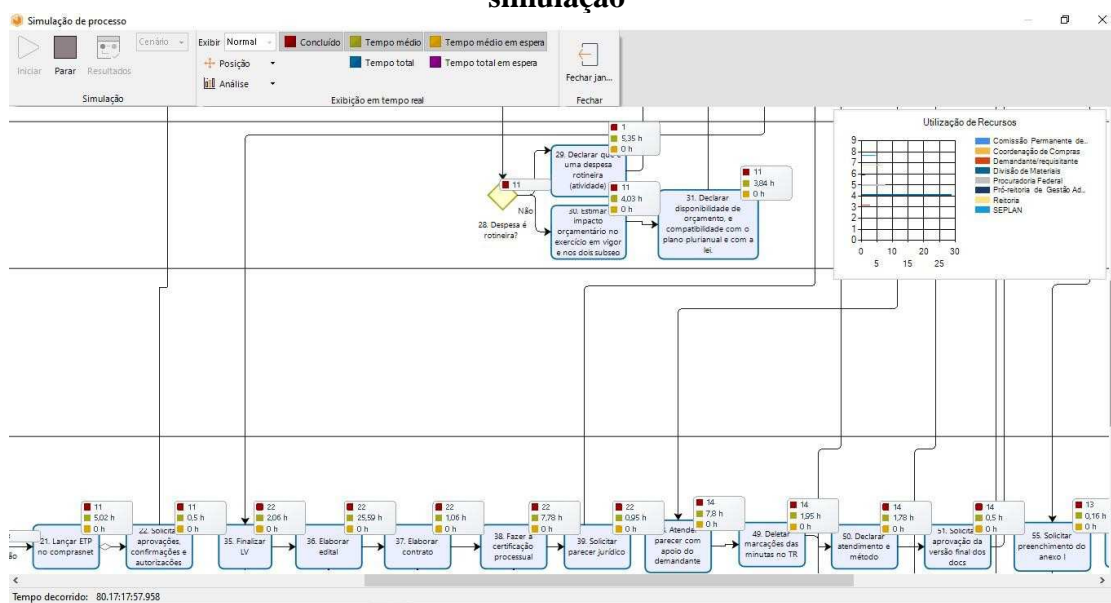 simulação
Simulação de processo
Iniciar
Parar
Resultados
Cenário
Simulação
Exibir
Normal
Concluído
Tempo médio
Tempo médio em espera
Posição
Tempo total
Tempo total em espera
Análise
Exibição em tempo real
Fechar jan...
Fechar
Utilização de Recursos
9
8
7
6
5
4
3
2
1
0
0
10
20
30
5
15
25
Comissão Permanente de..
Coordenação de Compras
Demandante/requisitante
Divisão de Materiais
Procuradoria Federal
Pró-reitoria de Gestão Ad..
Reitoria
SEPLAN
1
5,35 h
0 h
29. Declarar que
uma despesa
rotineira
(atividade)
11
Não
28. Despesa é
rotineira?
11
4,03 h
0 h
30. Estimar
impacto
orçamentário no
exercício em vigor
e nos dois subseq
11
3,84 h
0 h
31. Declarar
disponibilidade de
orçamento, e
compatibilidade com o
plano plurianual e com a
lei.
ão
11
5,02 h
0 h
21. Lançar ETP
no comprasnet
11
0,5 h
0 h
22. Solicita
aprovações,
confirmações e
autorizações
22
2,06 h
0 h
35. Finalizar
LV
22
25,59 h
0 h
36. Elaborar
edital
22
1,06 h
0 h
37. Elaborar
contrato
22
7,78 h
0 h
38. Fazer a
certificação
processual
22
0,95 h
0 h
39. Solicitar
parecer jurídico
14
7,8 h
0 h
Atende
parecer com
apoio do
demandante
14
1,95 h
0 h
49. Deletar
marcações das
minutas no TR
14
1,78 h
0 h
50. Declarar
atendimento e
método
14
0,5 h
0 h
51. Solicita
aprovação da
versão final dos
docs
13
0,16 h
0 h
55. Solicitar
preenchimento do
anexo I
Tempo decorrido: 80.17:17:57.958